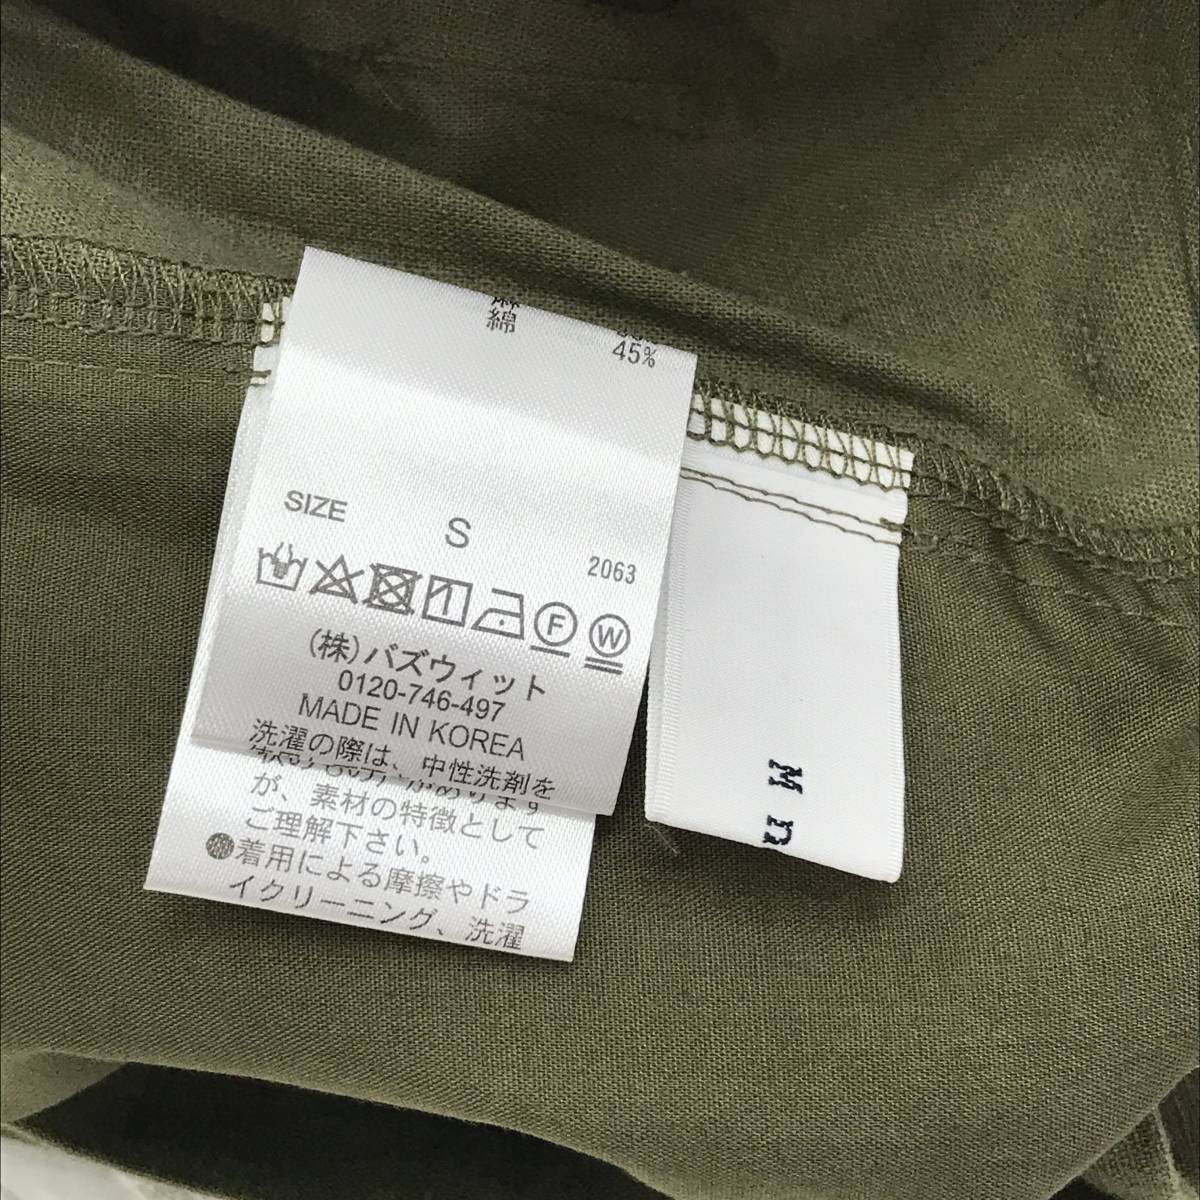 綿 45%
SIZE S
2063
F W
(株)バズウィット
0120-746-497
MADE IN KOREA
洗濯の際は、中性洗剤を
が、素材の特徴として
ご理解下さい。
●着用による摩擦やドラ
イクリーニング、洗濯
M